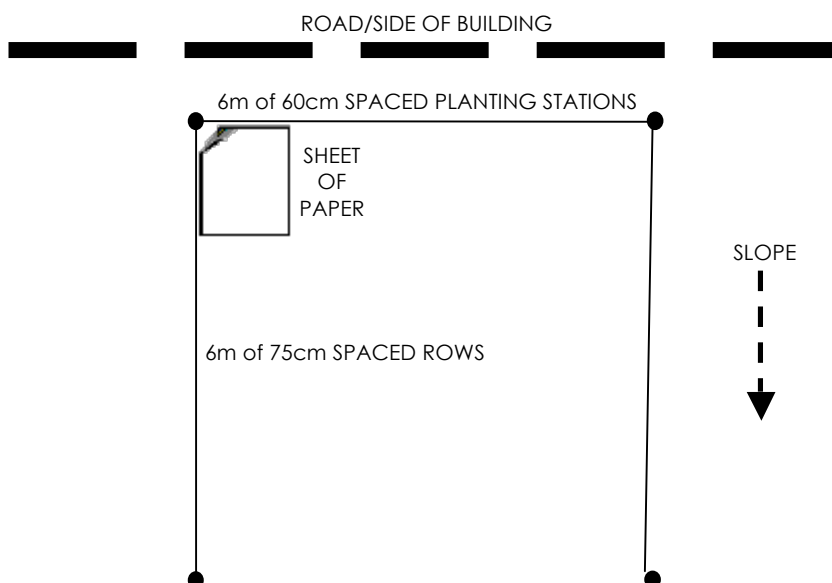 ROAD/SIDE OF BUILDING
6m of 60cm SPACED PLANTING STATIONS
SHEET
OF
PAPER
SLOPE
6m of 75cm SPACED ROWS